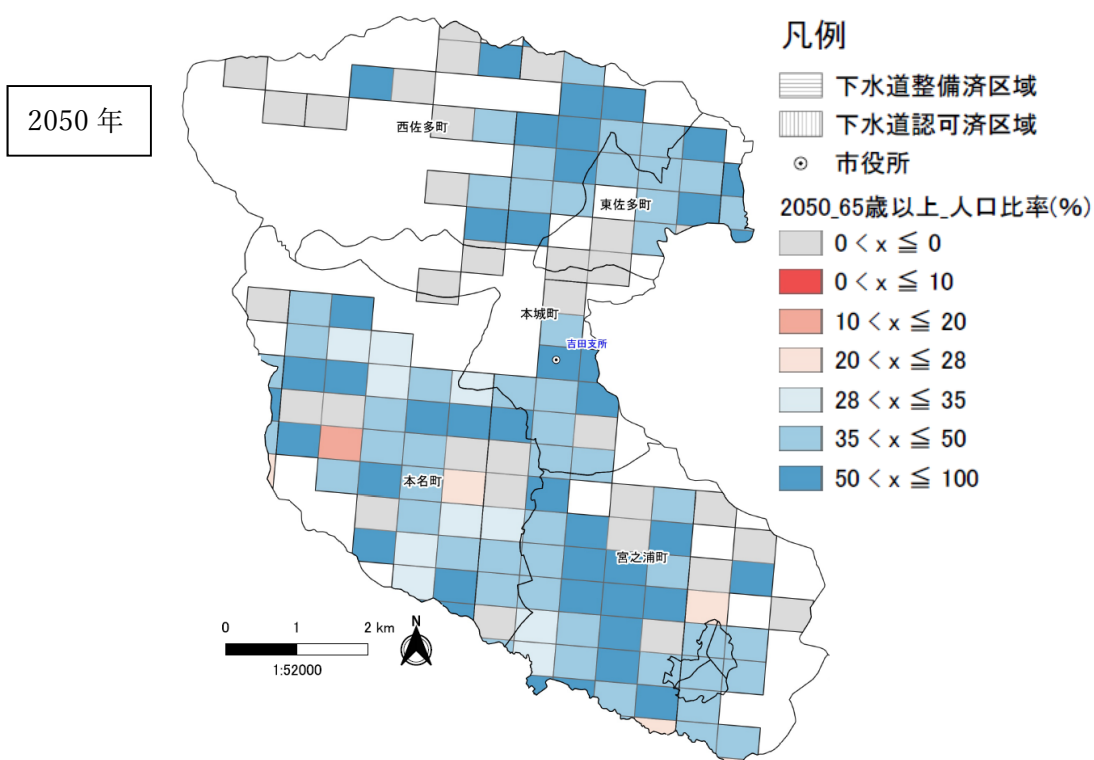 2050 年
凡例
下水道整備済区域
下水道認可済区域
市役所
2050_65歳以上_人口比率(%)
0 < x ≦ 0
0 < x ≦ 10
10 < x ≦ 20
20 < x ≦ 28
28 < x ≦ 35
35 < x ≦ 50
50 < x ≦ 100
西佐多町
東佐多町
本城町
吉田支所
本名町
宮之浦町
0 1 2 km
N
1:52000